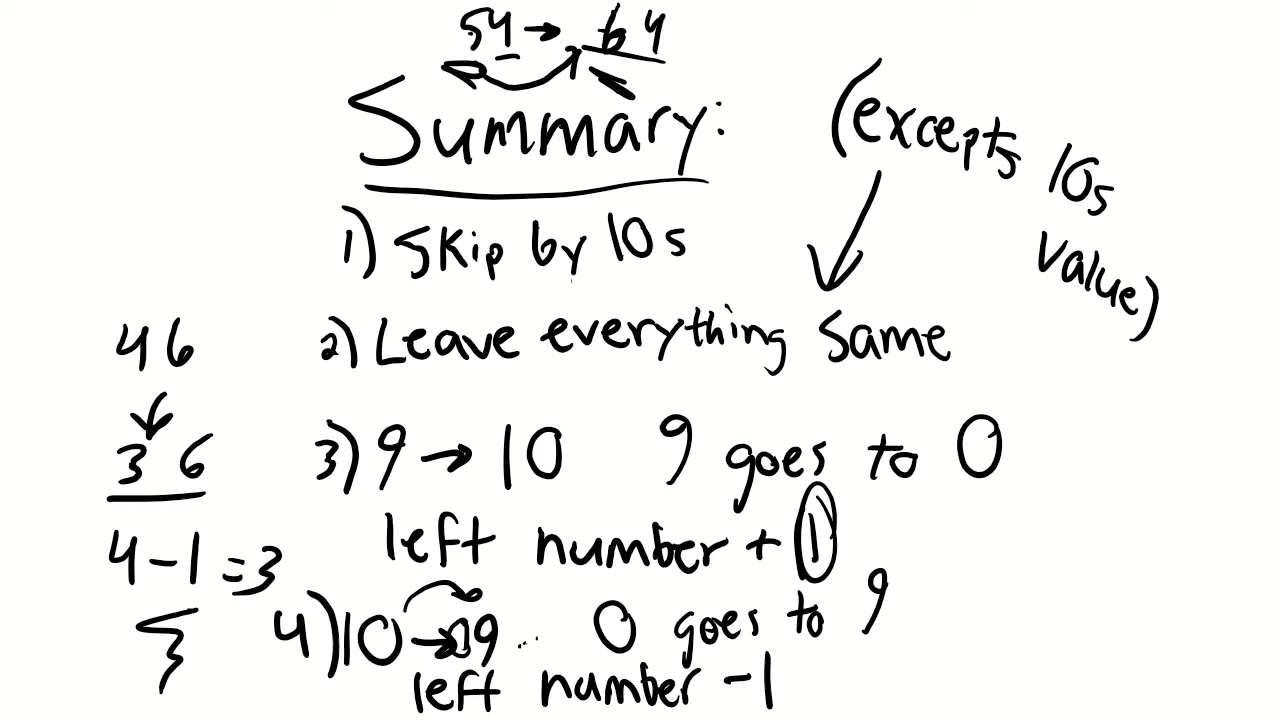 54 → 64
Summary:
(excepts 10s
value)
1) Skip by 10s
2) Leave everything same
3) 9 → 10 9 goes to 0
left number + 1
4) 10 → 09 0 goes to 9
left number - 1
46
36
4 - 1 = 3